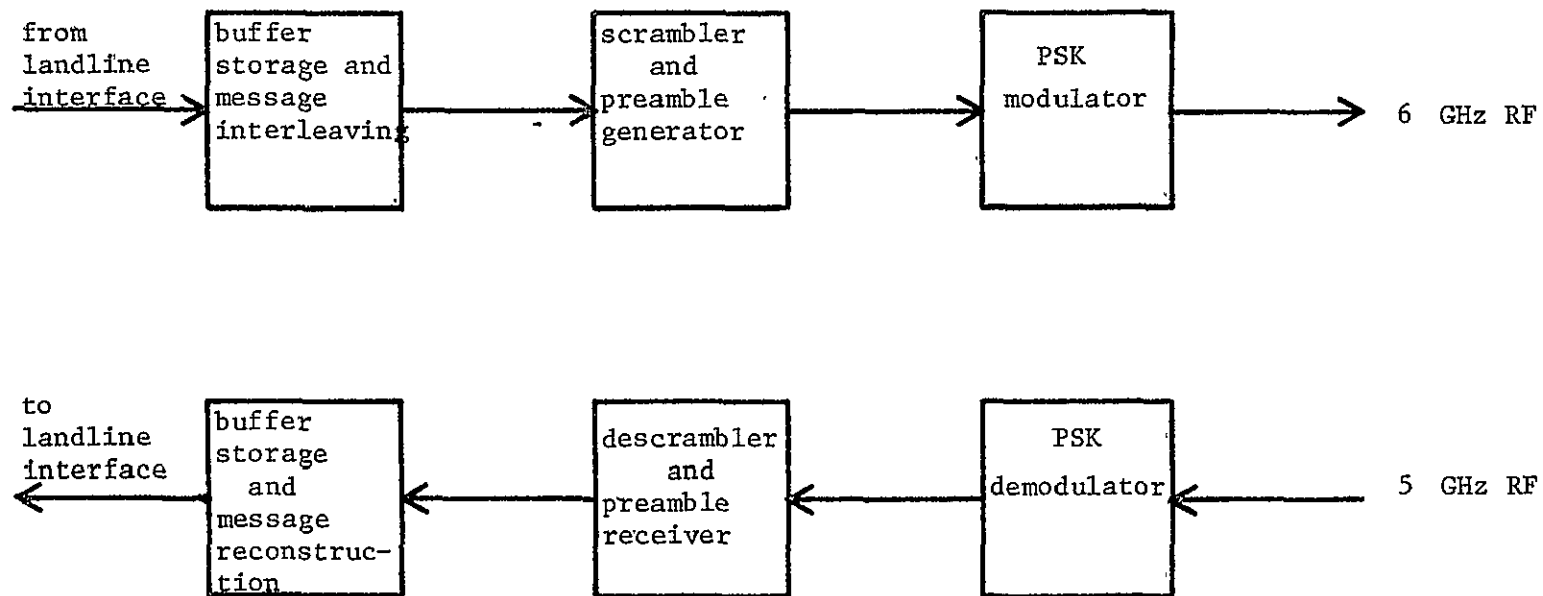 from
landline
interface
buffer
storage and
message
interleaving
scrambler
and
preamble
generator
PSK
modulator
6 GHz RF
to
landline
interface
buffer
storage
and
message
reconstruc-
tion
descrambler
and
preamble
receiver
PSK
demodulator
5 GHz RF